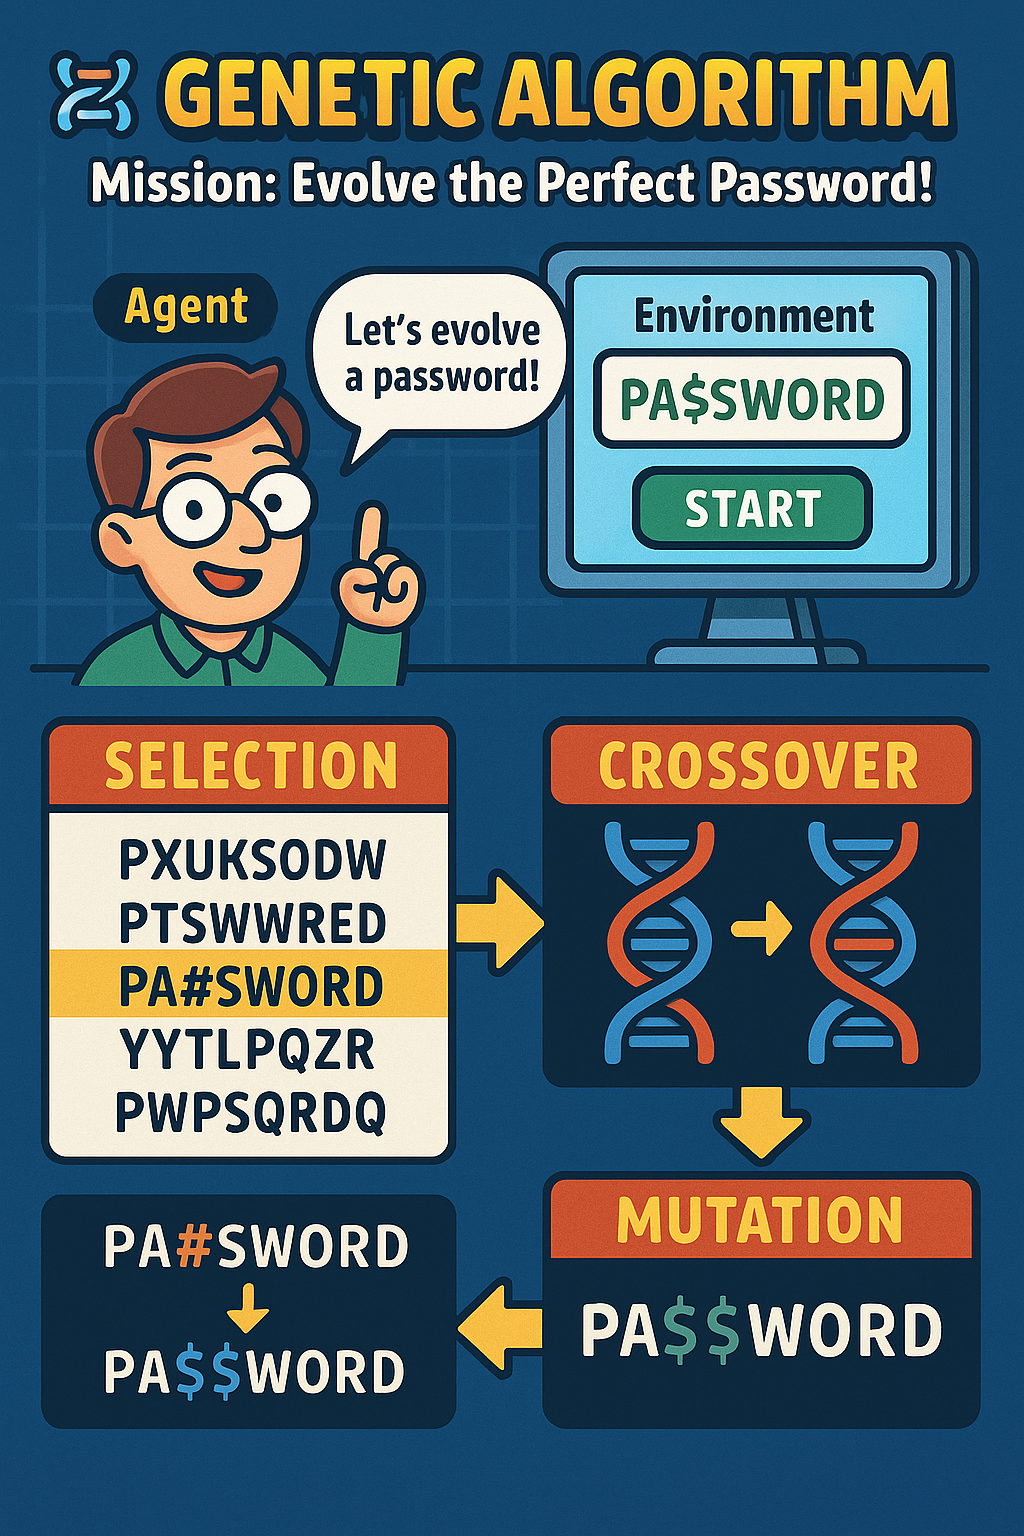 GENETIC ALGORITHM
Mission: Evolve the Perfect Password!
Agent
Let's evolve
a password!
Environment
PA$SWORD
START
SELECTION
PXUKSODW
PTSWWRED
PA#SWORD
YYTLPQZR
PWPSQRDQ
CROSSOVER
MUTATION
PA$$WORD
PA#SWORD
PA$$WORD